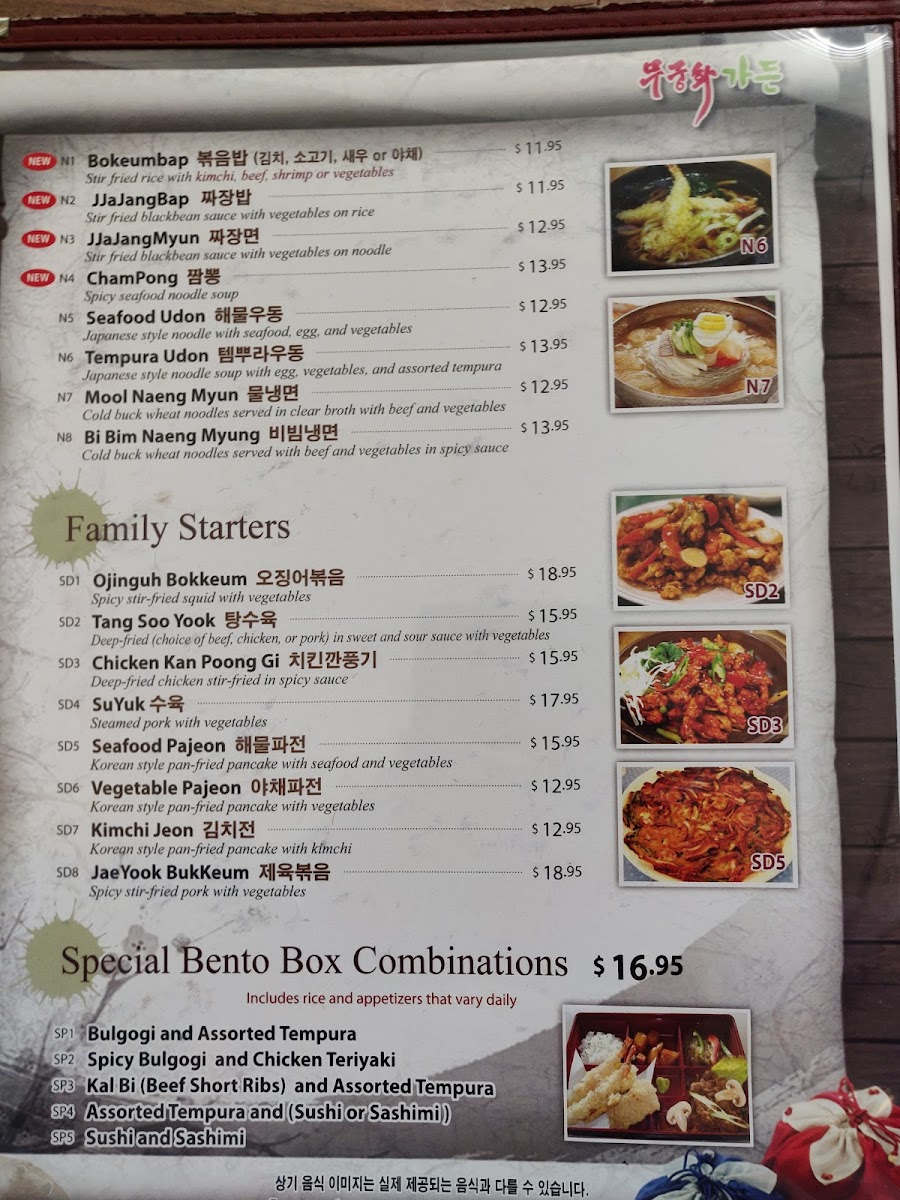 무궁화 가든
NEW N1 Bokeumbap 볶음밥 (김치, 소고기, 새우 or 야채) $ 11.95
Stir fried rice with kimchi, beef, shrimp or vegetables
NEW N2 JJaJangBap 짜장밥 $ 11.95
Stir fried blackbean sauce with vegetables on rice
NEW N3 JJaJangMyun 짜장면 $ 12.95
Stir fried blackbean sauce with vegetables on noodle
NEW N4 ChamPong 짬뽕 $ 13.95
Spicy seafood noodle soup
N5 Seafood Udon 해물우동 $ 12.95
Japanese style noodle with seafood, egg, and vegetables
N6 Tempura Udon 템뿌라우동 $ 13.95
Japanese style noodle soup with egg, vegetables, and assorted tempura
N7 Mool Naeng Myun 물냉면 $ 12.95
Cold buck wheat noodles served in clear broth with beef and vegetables
N8 Bi Bim Naeng Myung 비빔냉면 $ 13.95
Cold buck wheat noodles served with beef and vegetables in spicy sauce
N6
N7
Family Starters
SD1 Ojinguh Bokkeum 오징어볶음 $ 18.95
Spicy stir-fried squid with vegetables
SD2 Tang Soo Yook 탕수육 $ 15.95
Deep-fried (choice of beef, chicken, or pork) in sweet and sour sauce with vegetables
SD3 Chicken Kan Poong Gi 치킨깐풍기 $ 15.95
Deep-fried chicken stir-fried in spicy sauce
SD4 SuYuk 수육 $ 17.95
Steamed pork with vegetables
SD5 Seafood Pajeon 해물파전 $ 15.95
Korean style pan-fried pancake with seafood and vegetables
SD6 Vegetable Pajeon 야채파전 $ 12.95
Korean style pan-fried pancake with vegetables
SD7 Kimchi Jeon 김치전 $ 12.95
Korean style pan-fried pancake with kimchi
SD8 JaeYook BukKeum 제육볶음 $ 18.95
Spicy stir-fried pork with vegetables
SD2
SD3
SD5
Special Bento Box Combinations $ 16.95
Includes rice and appetizers that vary daily
SP1 Bulgogi and Assorted Tempura
SP2 Spicy Bulgogi and Chicken Teriyaki
SP3 Kal Bi (Beef Short Ribs) and Assorted Tempura
SP4 Assorted Tempura and (Sushi or Sashimi)
SP5 Sushi and Sashimi
상기 음식 이미지는 실제 제공되는 음식과 다를 수 있습니다.